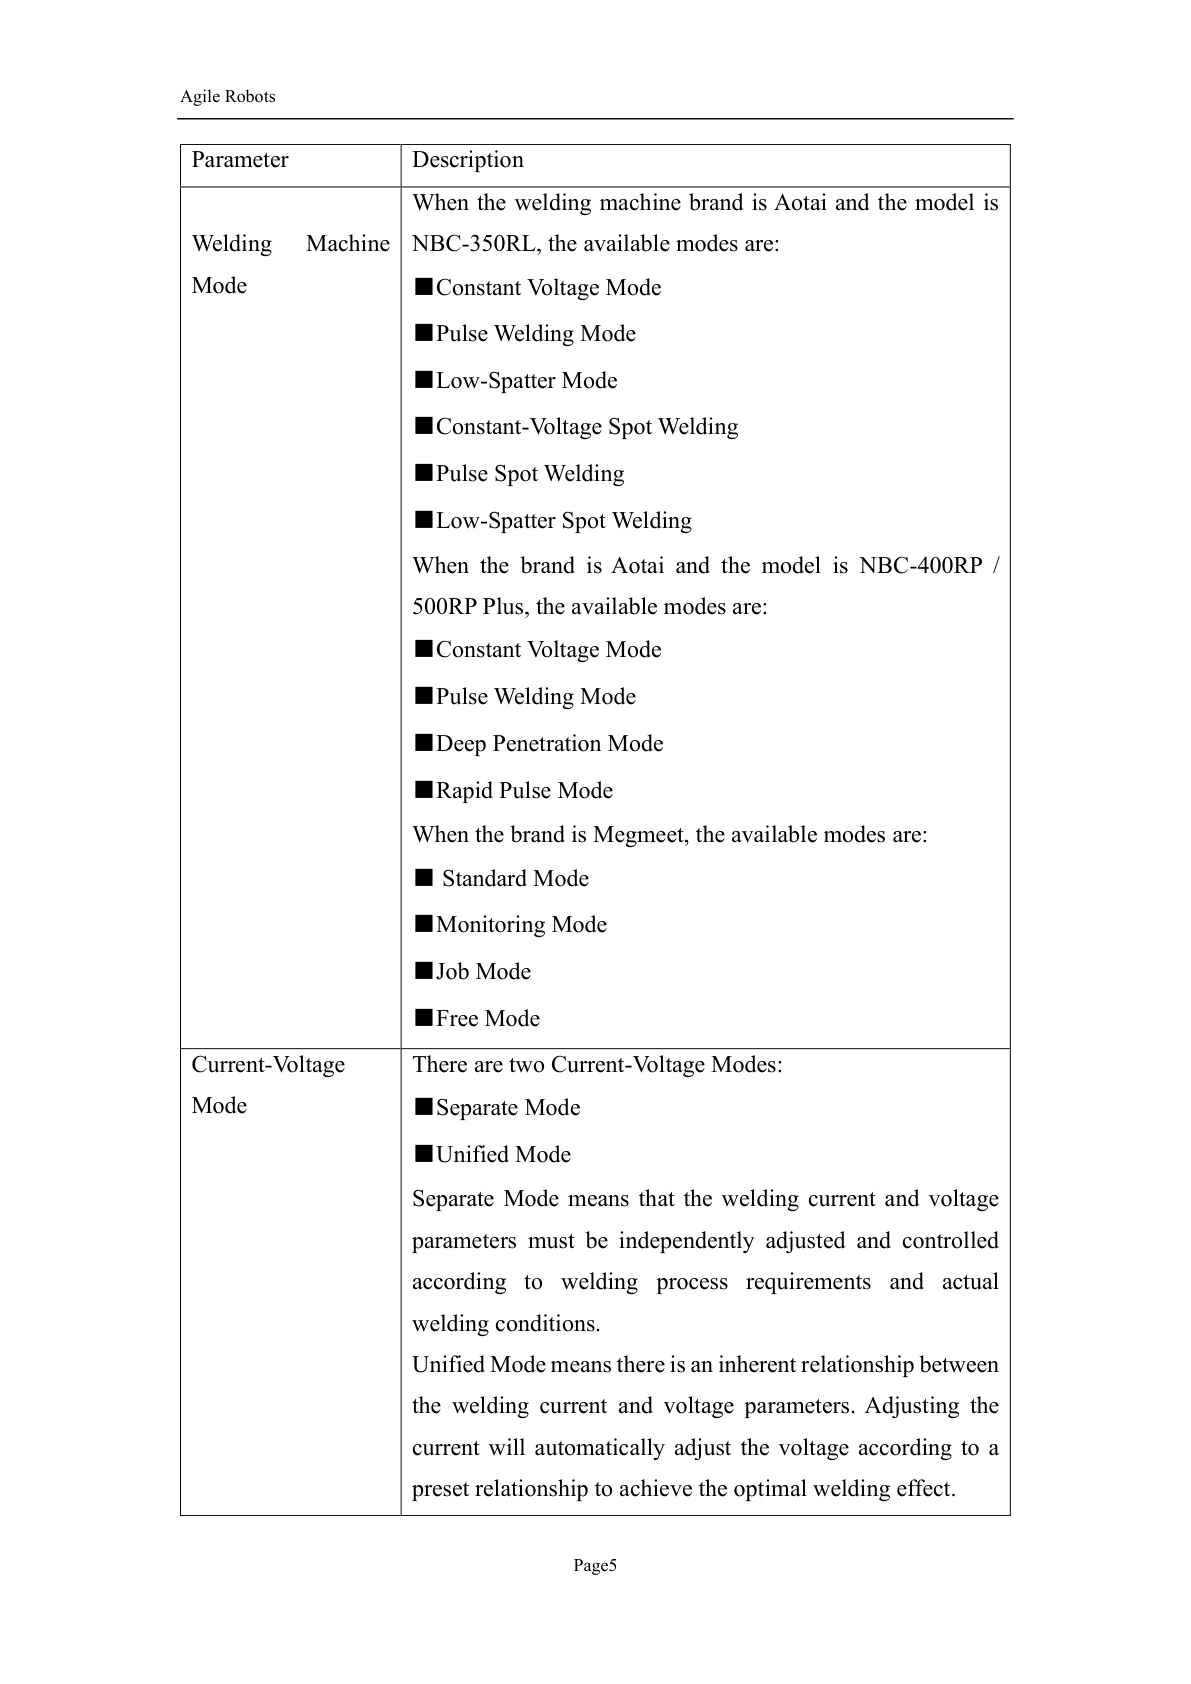 Agile Robots
Parameter
Description
Welding Machine
Mode
When the welding machine brand is Aotai and the model is
NBC-350RL, the available modes are:
■Constant Voltage Mode
■Pulse Welding Mode
■Low-Spatter Mode
■Constant-Voltage Spot Welding
■Pulse Spot Welding
■Low-Spatter Spot Welding
When the brand is Aotai and the model is NBC-400RP /
500RP Plus, the available modes are:
■Constant Voltage Mode
■Pulse Welding Mode
■Deep Penetration Mode
■Rapid Pulse Mode
When the brand is Megmeet, the available modes are:
■ Standard Mode
■Monitoring Mode
■Job Mode
■Free Mode
Current-Voltage
Mode
There are two Current-Voltage Modes:
■Separate Mode
■Unified Mode
Separate Mode means that the welding current and voltage
parameters must be independently adjusted and controlled
according to welding process requirements and actual
welding conditions.
Unified Mode means there is an inherent relationship between
the welding current and voltage parameters. Adjusting the
current will automatically adjust the voltage according to a
preset relationship to achieve the optimal welding effect.
Page5